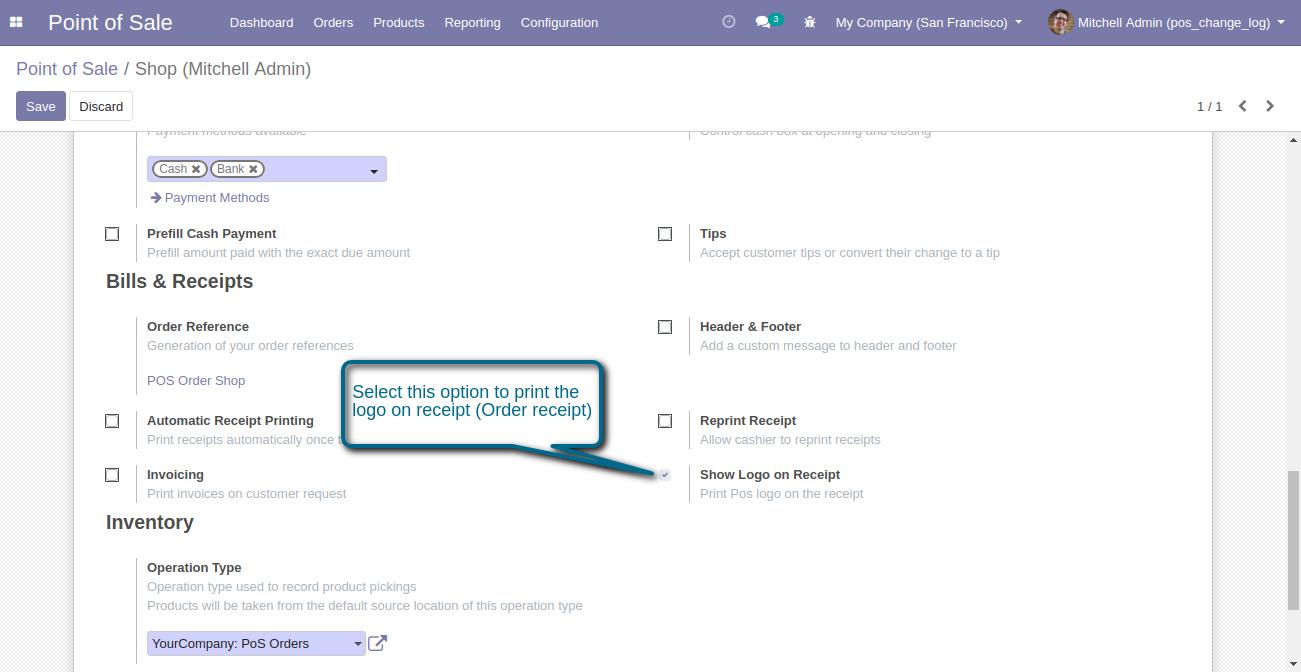 Point of Sale Dashboard Orders Products Reporting Configuration 3 My Company (San Francisco) Mitchell Admin (pos_change_log)
Point of Sale / Shop (Mitchell Admin)
Save Discard 1 / 1
Payment methods available Control cash box at opening and closing
Cash Bank
Payment Methods
Prefill Cash Payment Tips
Prefill amount paid with the exact due amount Accept customer tips or convert their change to a tip
Bills & Receipts
Order Reference Header & Footer
Generation of your order references Add a custom message to header and footer
POS Order Shop
Select this option to print the
logo on receipt (Order receipt)
Automatic Receipt Printing Reprint Receipt
Print receipts automatically once Allow cashier to reprint receipts
Invoicing Show Logo on Receipt
Print invoices on customer request Print Pos logo on the receipt
Inventory
Operation Type
Operation type used to record product pickings
Products will be taken from the default source location of this operation type
YourCompany: PoS Orders